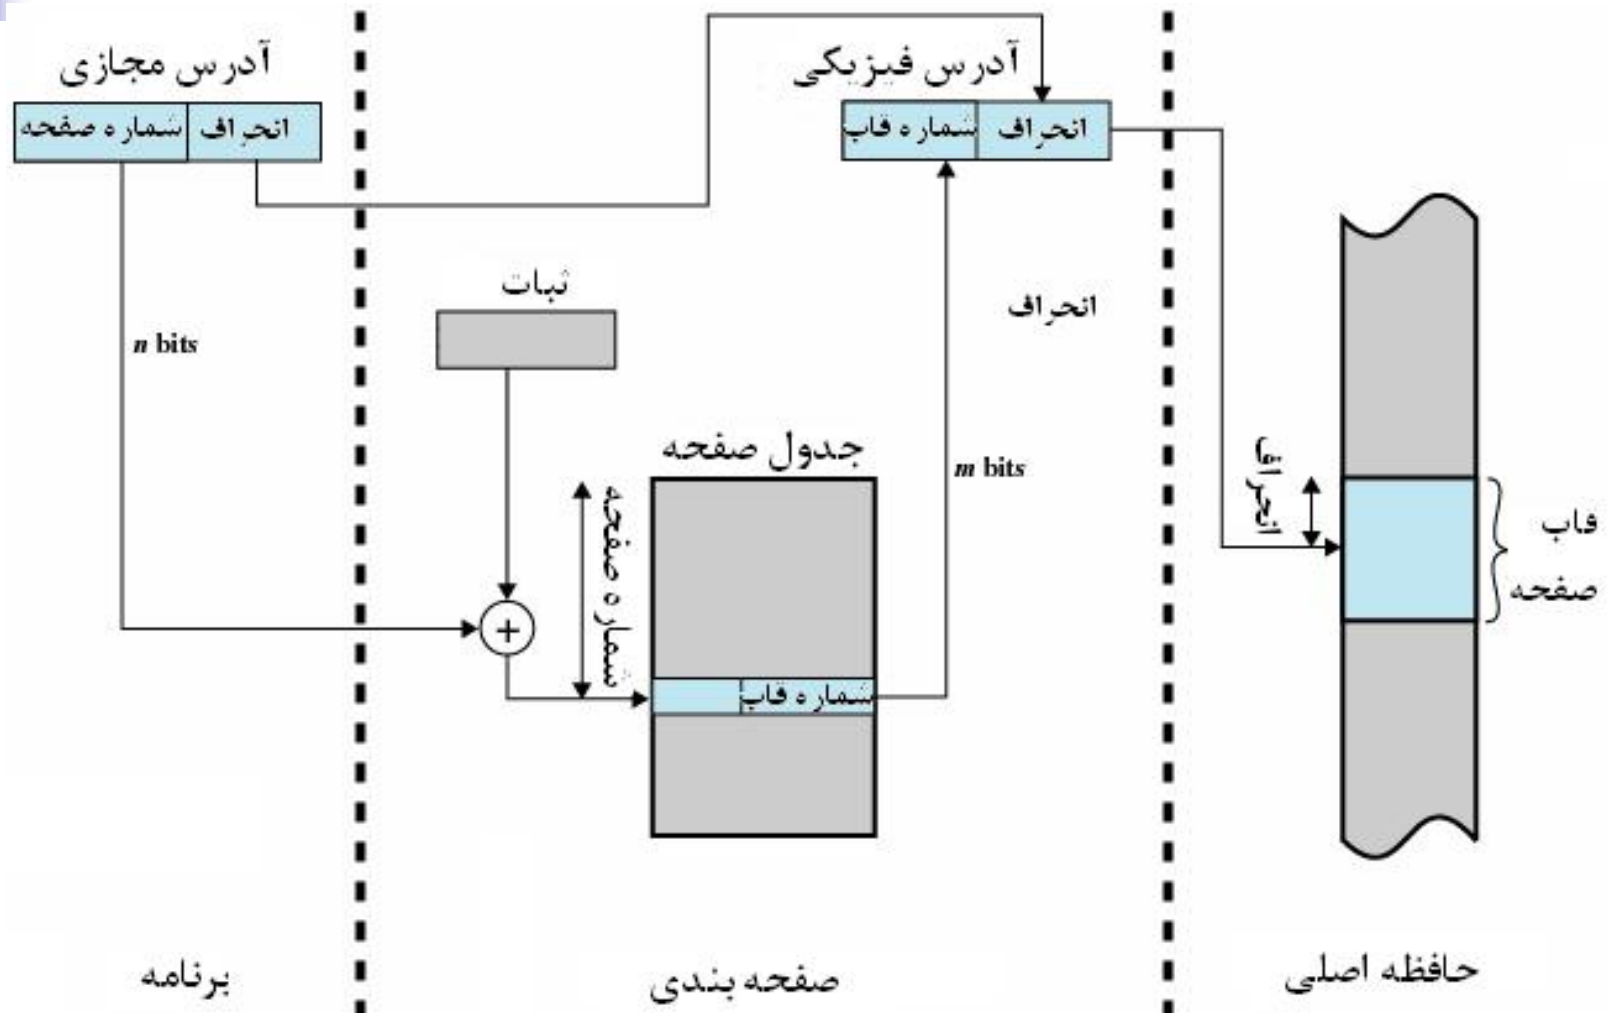 آدرس مجازی
شماره صفحه
انحراف
n bits
آدرس فیزیکی
شماره قاب
انحراف
ثبات
انحراف
m bits
جدول صفحه
شماره صفحه
+
شماره قاب
انحراف
قاب
صفحه
برنامه
صفحه بندی
حافظه اصلی